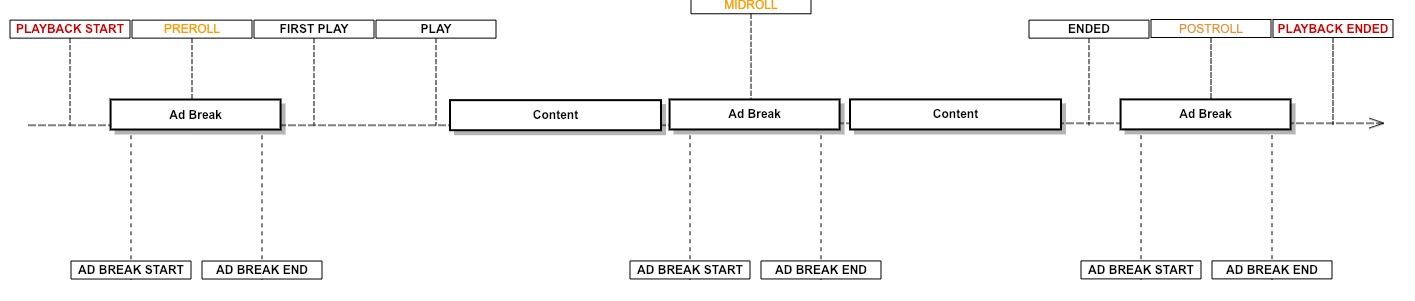 MIDROLL
PLAYBACK START
PREROLL
FIRST PLAY
PLAY
ENDED
POSTROLL
PLAYBACK ENDED
Ad Break
Content
Ad Break
Content
Ad Break
AD BREAK START
AD BREAK END
AD BREAK START
AD BREAK END
AD BREAK START
AD BREAK END